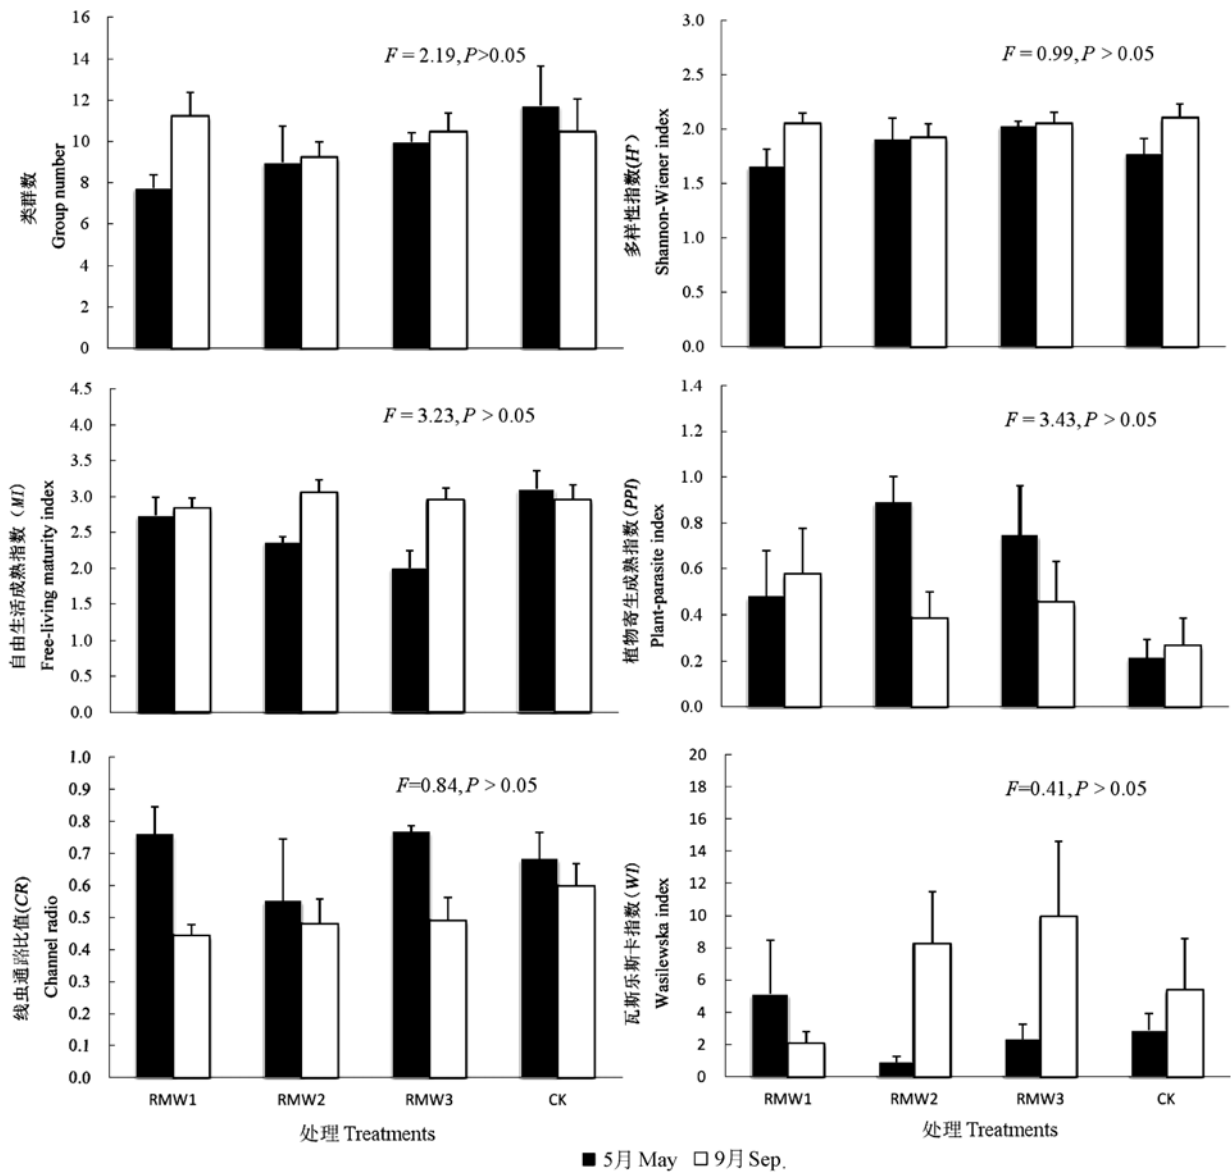 16
14
12
10
8
6
4
2
0
类群数
Group number
F = 2.19, P>0.05
3.0
2.5
2.0
1.5
1.0
0.5
0.0
多样性指数(H')
Shannon-Wiener index
F = 0.99, P > 0.05
4.5
4.0
3.5
3.0
2.5
2.0
1.5
1.0
0.5
0.0
自由生活成熟指数（MI）
Free-living maturity index
F = 3.23, P > 0.05
1.4
1.2
1.0
0.8
0.6
0.4
0.2
0.0
植物寄生成熟指数(PPI)
Plant-parasite index
F = 3.43, P > 0.05
1.0
0.9
0.8
0.7
0.6
0.5
0.4
0.3
0.2
0.1
0.0
线虫通路比值(CR)
Channel radio
F=0.84, P > 0.05
RMW1 RMW2 RMW3 CK
处理 Treatments
20
18
16
14
12
10
8
6
4
2
0
瓦斯乐斯卡指数(WI)
Wasilewska index
F=0.41, P > 0.05
RMW1 RMW2 RMW3 CK
处理 Treatments
5月 May 9月 Sep.